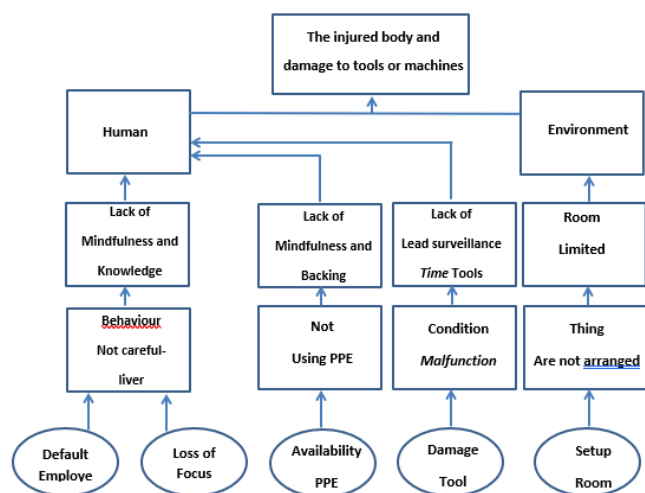 The injured body and
damage to tools or machines
Human
Environment
Lack of
Mindfulness and
Knowledge
Lack of
Mindfulness and
Backing
Lack of
Lead surveillance
Time Tools
Room
Limited
Behaviour
Not careful-
liver
Not
Using PPE
Condition
Malfunction
Thing
Are not arranged
Default
Employe
Loss of
Focus
Availability
PPE
Damage
Tool
Setup
Room